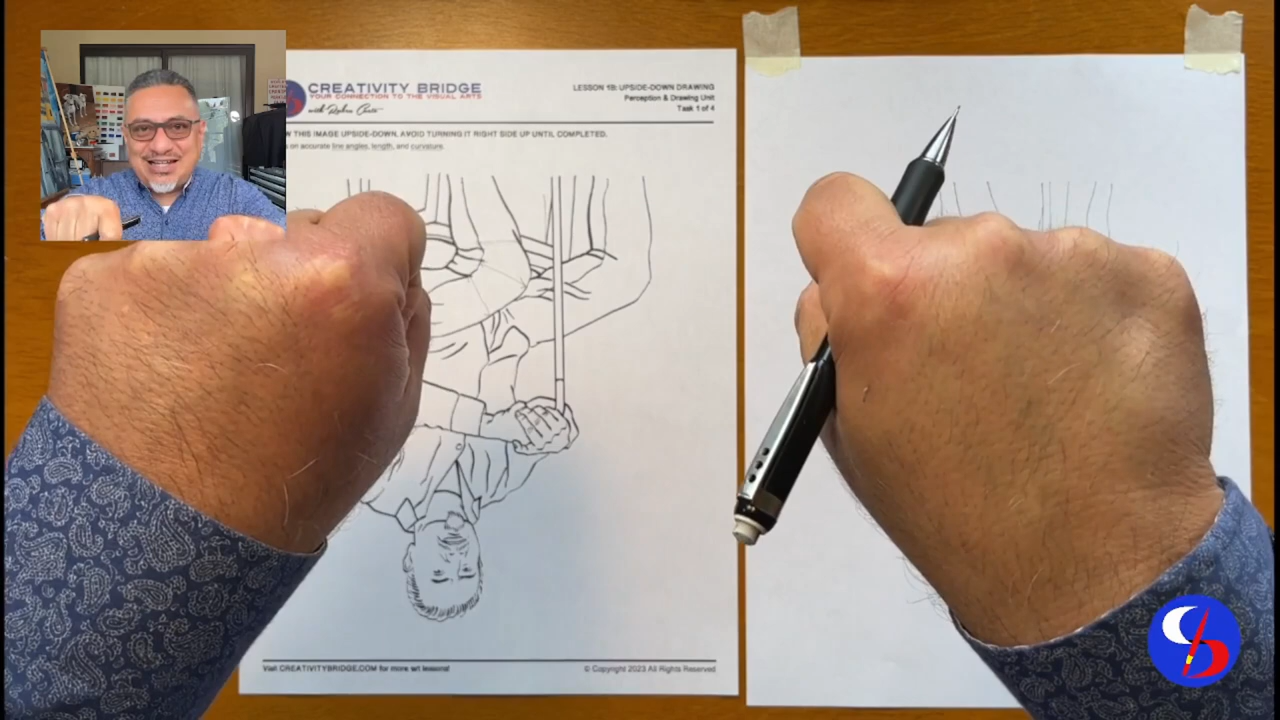 CREATIVITY BRIDGE
YOUR CONNECTION TO THE VISUAL ARTS
with
LESSON 1B: UPSIDE-DOWN DRAWING
Perception & Drawing Unit
Task 1 of 4
THIS IMAGE UPSIDE-DOWN. AVOID TURNING IT RIGHT SIDE UP UNTIL COMPLETED.
on accurate line angles, length, and curvature.
Visit CREATIVITYBRIDGE.COM for more art lessons!
© Copyright 2023 All Rights Reserved